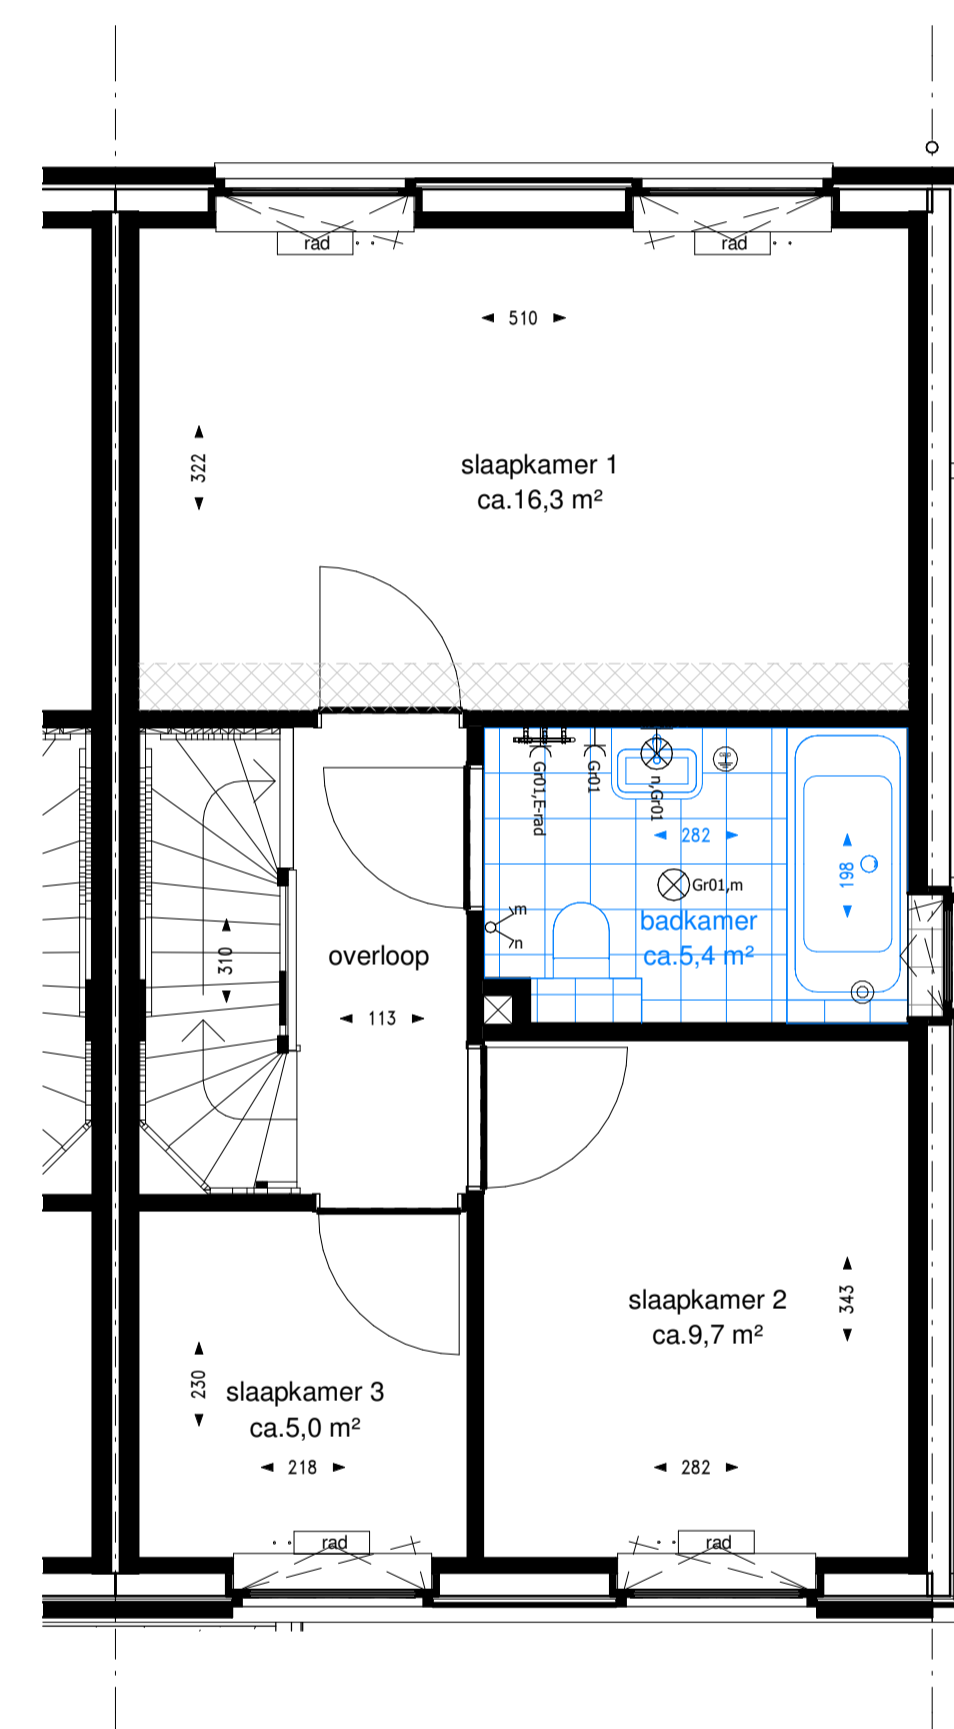 rad
rad
510
322
slaapkamer 1
ca.16,3 m²
Gr01,E-rad
Gr01
n,Gr01
282
198
Gr01,m
m
n
badkamer
ca.5,4 m²
310
overloop
113
slaapkamer 2
ca.9,7 m²
343
230
slaapkamer 3
ca.5,0 m²
218
282
rad
rad